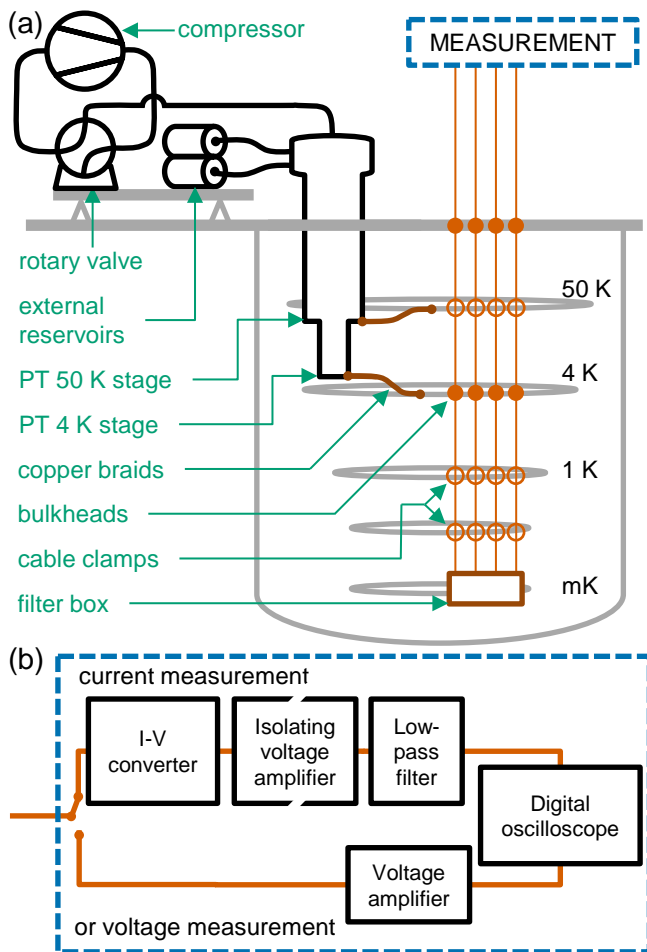 (a)
compressor
MEASUREMENT
rotary valve
external
reservoirs
PT 50 K stage
PT 4 K stage
copper braids
bulkheads
cable clamps
filter box
50 K
4 K
1 K
mK
(b)
current measurement
I-V
converter
Isolating
voltage
amplifier
Low-
pass
filter
Digital
oscilloscope
Voltage
amplifier
or voltage measurement